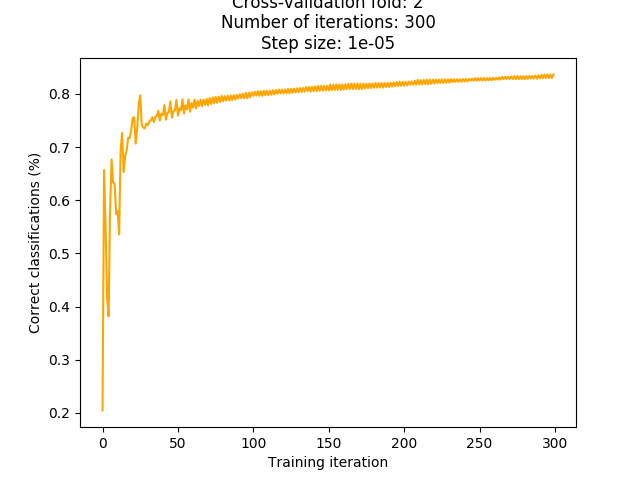 Cross-validation fold: 2
Number of iterations: 300
Step size: 1e-05
Correct classifications (%)
0.8
0.7
0.6
0.5
0.4
0.3
0.2
0 50 100 150 200 250 300
Training iteration